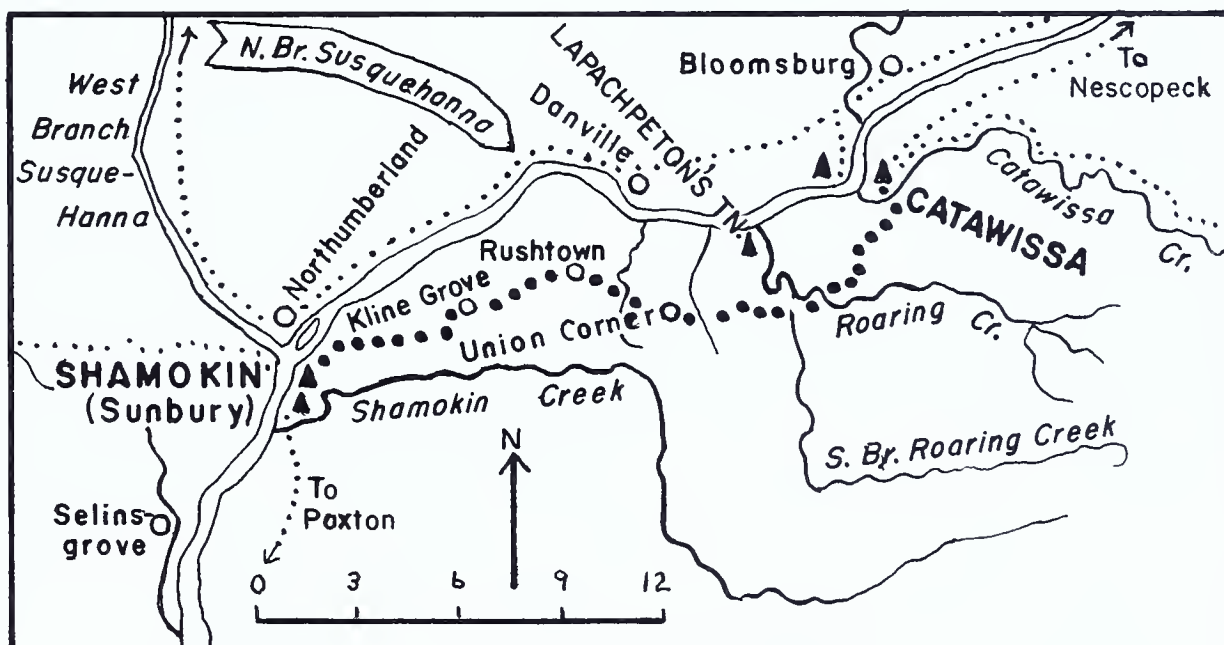 West
Branch
Susque-
Hanna
N. Br. Susquehanna
Northumberland
LAPACHPETON'S TN.
Danville
Bloomsburg
To
Nescopeck
Catawissa
Cr.
CATAWISSA
Rushtown
Kline Grove
Union Corner
Roaring
Cr.
SHAMOKIN
(Sunbury)
Shamokin Creek
S. Br. Roaring Creek
N
To
Paxton
Selins-
grove
0 3 6 9 12